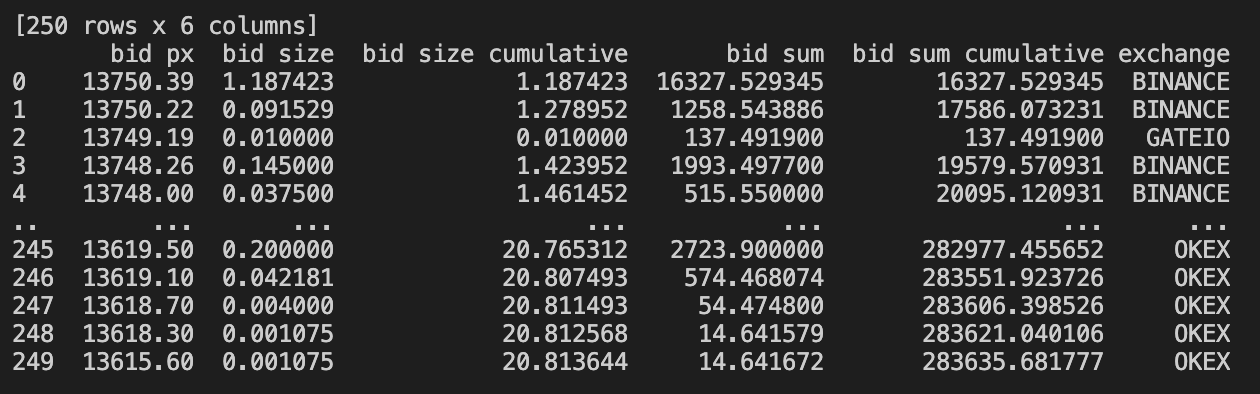 [250 rows x 6 columns]
bid px bid size bid size cumulative bid sum bid sum cumulative exchange
0 13750.39 1.187423 1.187423 16327.529345 16327.529345 BINANCE
1 13750.22 0.091529 1.278952 1258.543886 17586.073231 BINANCE
2 13749.19 0.010000 0.010000 137.491900 137.491900 GATEIO
3 13748.26 0.145000 1.423952 1993.497700 19579.570931 BINANCE
4 13748.00 0.037500 1.461452 515.550000 20095.120931 BINANCE
.. ... ... ... ... ... ...
245 13619.50 0.200000 20.765312 2723.900000 282977.455652 OKEX
246 13619.10 0.042181 20.807493 574.468074 283551.923726 OKEX
247 13618.70 0.004000 20.811493 54.474800 283606.398526 OKEX
248 13618.30 0.001075 20.812568 14.641579 283621.040106 OKEX
249 13615.60 0.001075 20.813644 14.641672 283635.681777 OKEX